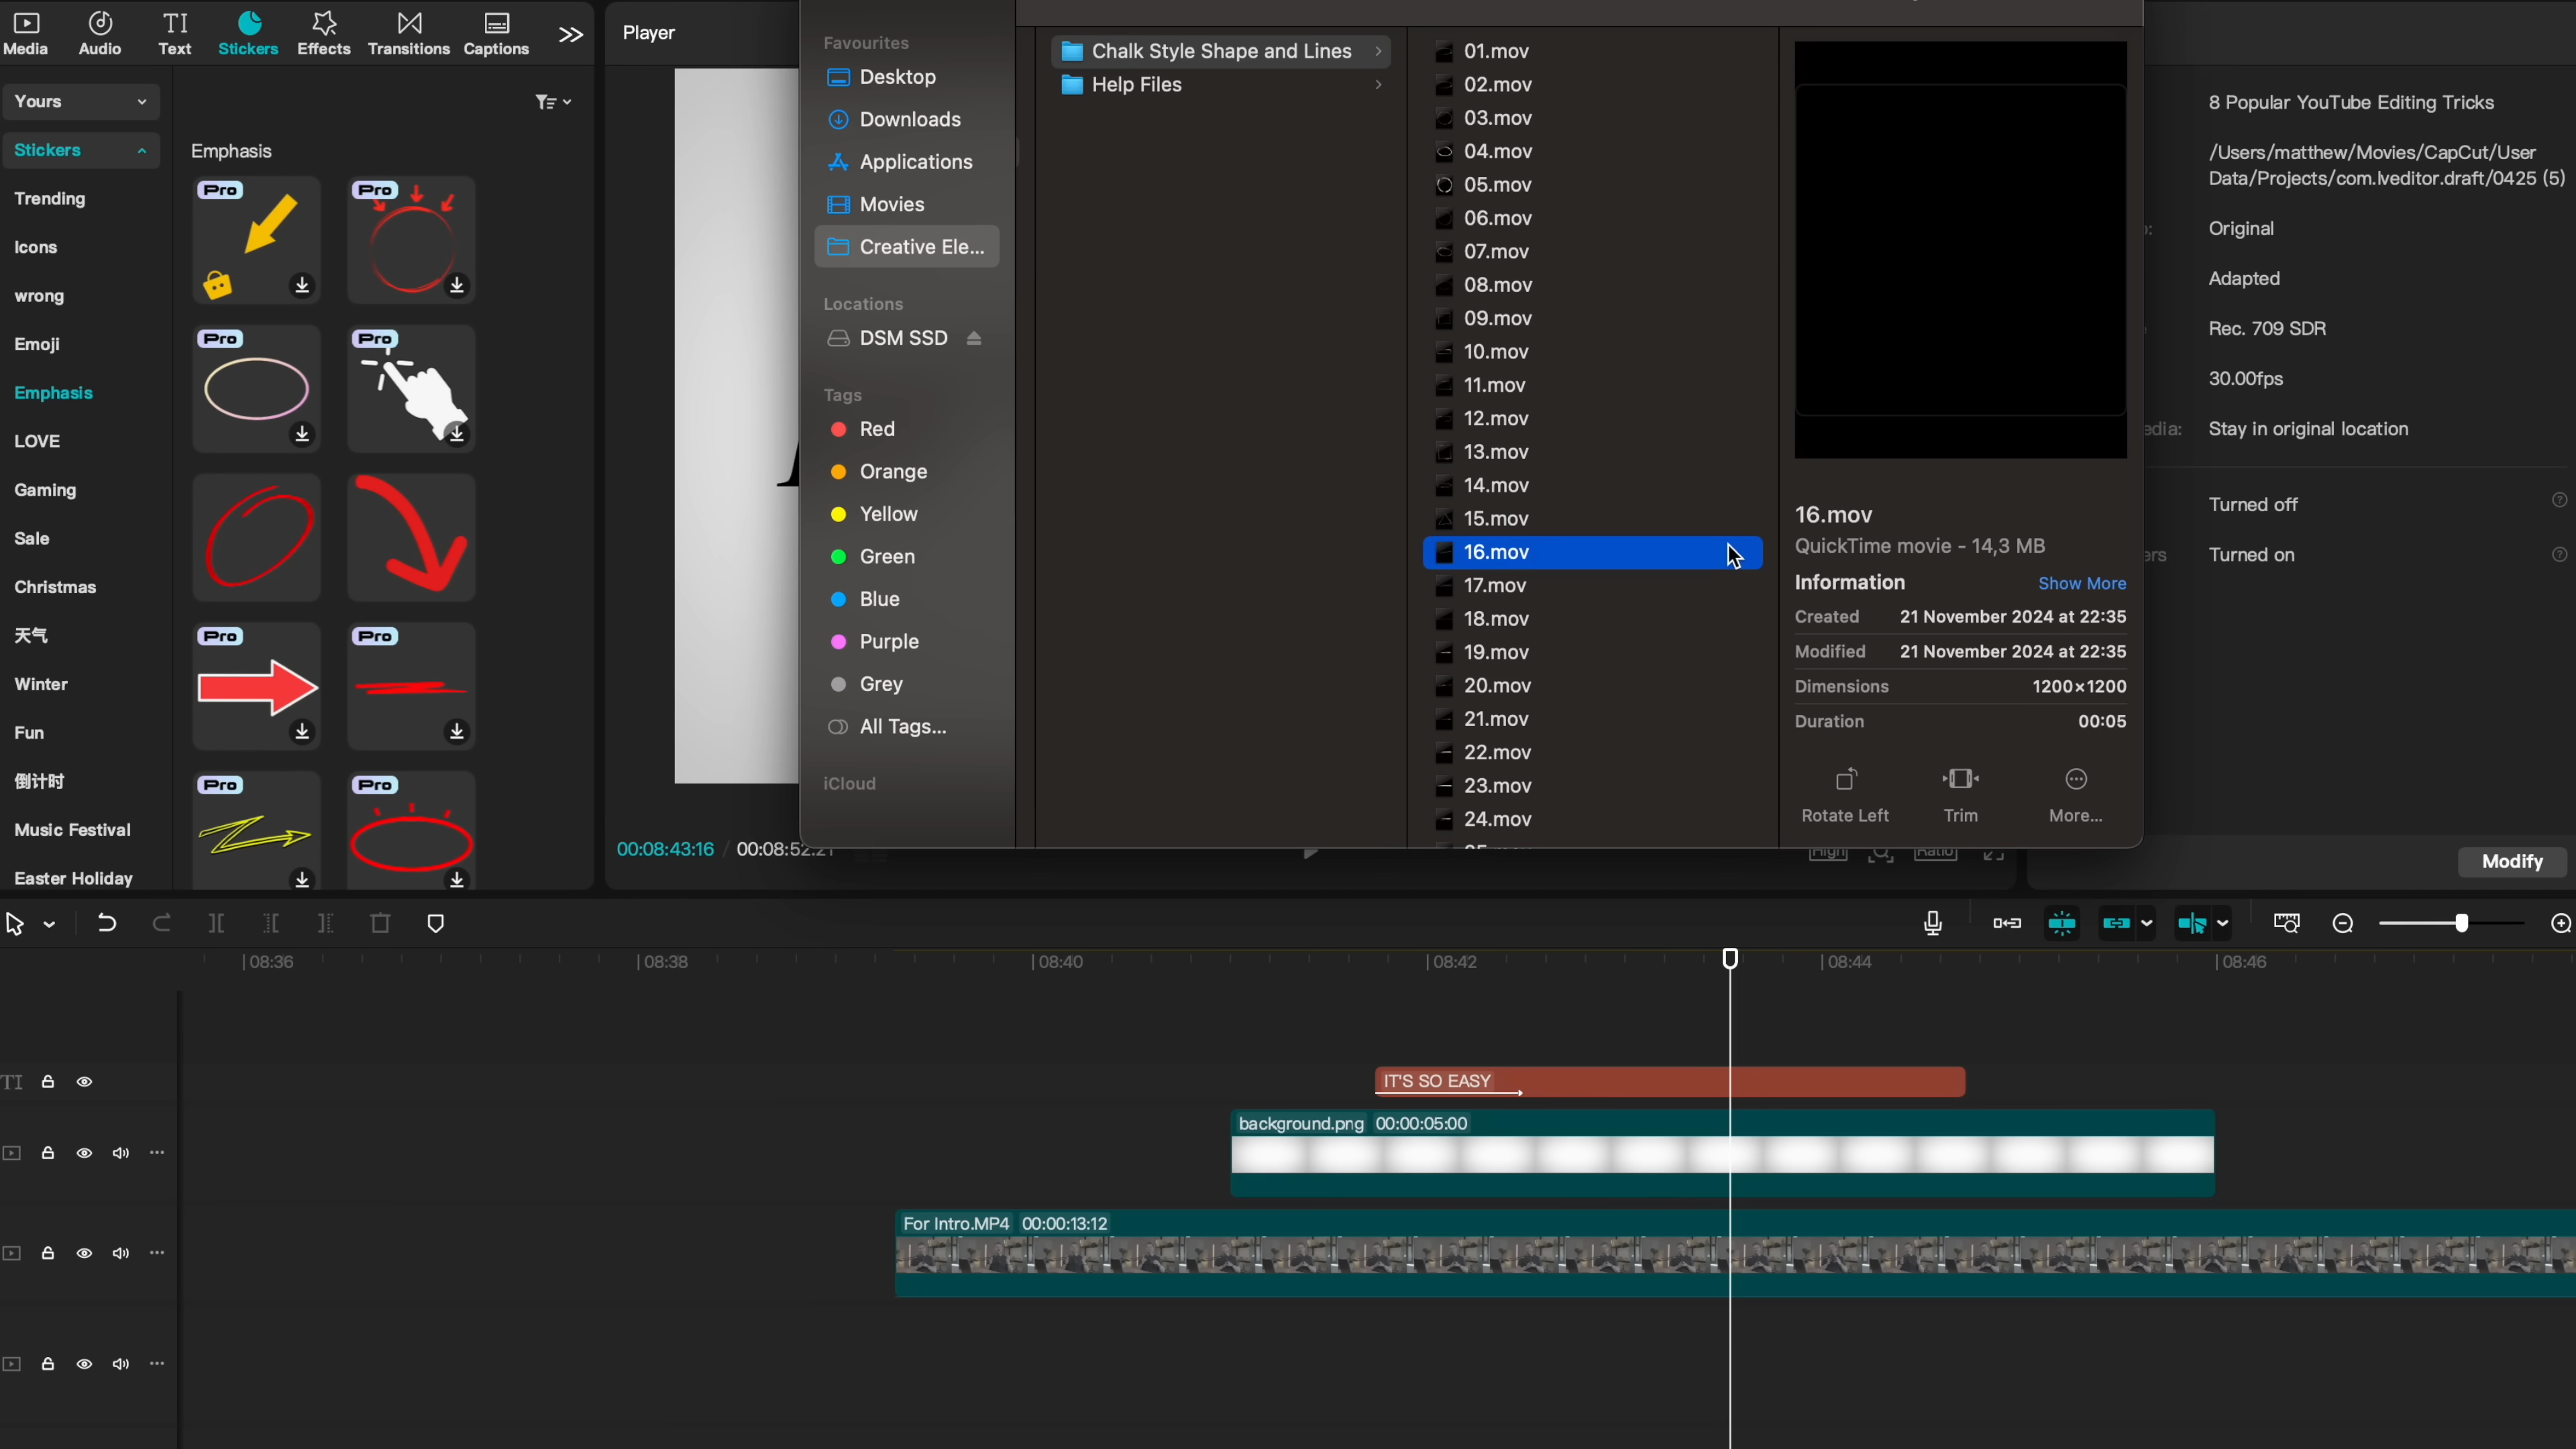 Media
Audio
Text
Stickers
Effects
Transitions
Captions
Yours
Stickers
Trending
Icons
wrong
Emoji
Emphasis
LOVE
Gaming
Sale
Christmas
天气
Winter
Fun
倒计时
Music Festival
Easter Holiday
Emphasis
Pro
Pro
Pro
Pro
Pro
Pro
Pro
Pro
Player
00:08:43:16 / 00:08:52:21
Favourites
Desktop
Downloads
Applications
Movies
Creative Ele...
Locations
DSM SSD
Tags
Red
Orange
Yellow
Green
Blue
Purple
Grey
All Tags...
iCloud
Chalk Style Shape and Lines
Help Files
01.mov
02.mov
03.mov
04.mov
05.mov
06.mov
07.mov
08.mov
09.mov
10.mov
11.mov
12.mov
13.mov
14.mov
15.mov
16.mov
17.mov
18.mov
19.mov
20.mov
21.mov
22.mov
23.mov
24.mov
16.mov
QuickTime movie - 14,3 MB
Information Show More
Created 21 November 2024 at 22:35
Modified 21 November 2024 at 22:35
Dimensions 1200×1200
Duration 00:05
Rotate Left
Trim
More...
High
Ratio
8 Popular YouTube Editing Tricks
/Users/matthew/Movies/CapCut/User
Data/Projects/com.lveditor.draft/0425 (5)
Original
Adapted
Rec. 709 SDR
30.00fps
edia: Stay in original location
Turned off
ers Turned on
Modify
08:36
08:38
08:40
08:42
08:44
08:46
TI
IT'S SO EASY
background.png 00:00:05:00
For Intro.MP4 00:00:13:12